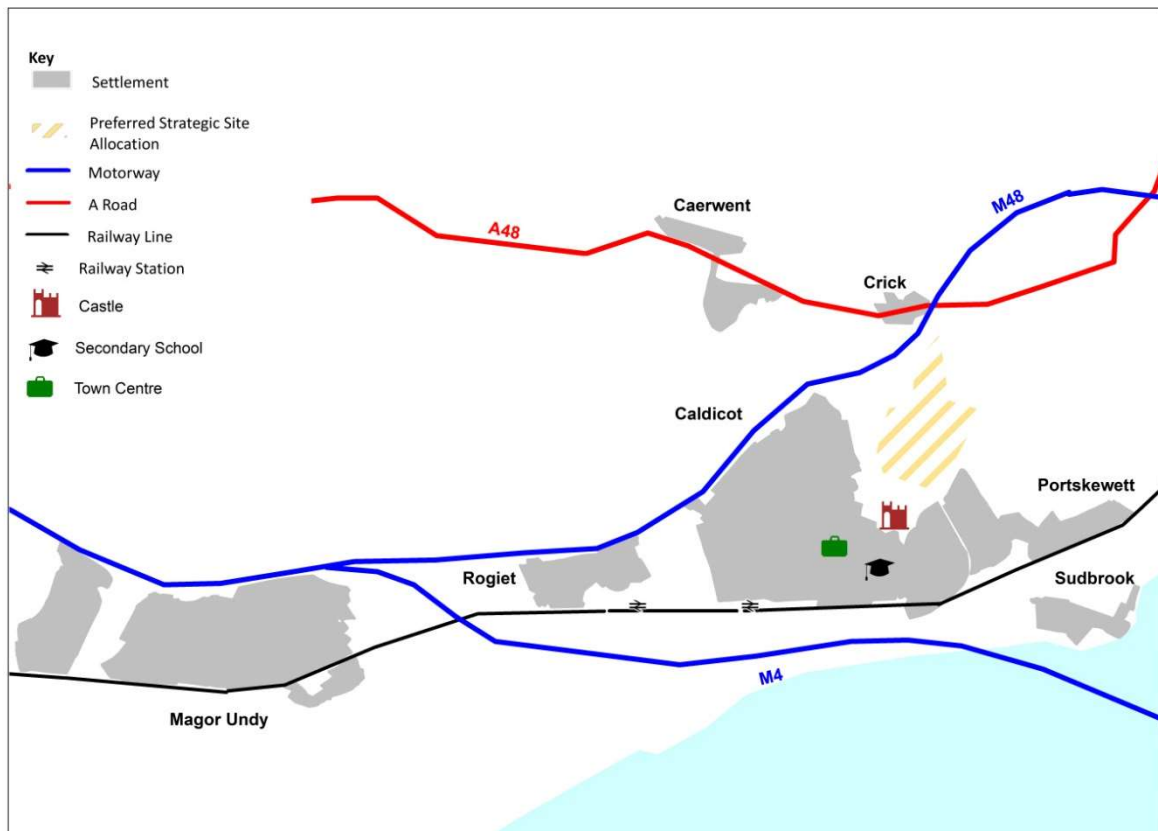 Key
Settlement
Preferred Strategic Site
Allocation
Motorway
A Road
Railway Line
Railway Station
Castle
Secondary School
Town Centre
Caerwent
M48
A48
Crick
Caldicot
Portskewett
Rogiet
Sudbrook
M4
Magor Undy